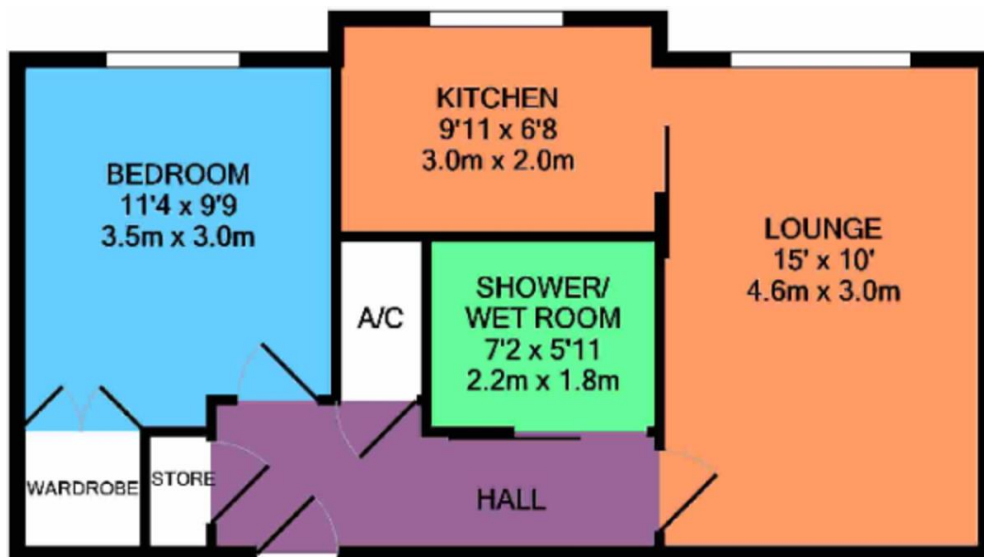 KITCHEN
9'11 x 6'8
3.0m x 2.0m
BEDROOM
11'4 x 9'9
3.5m x 3.0m
LOUNGE
15' x 10'
4.6m x 3.0m
A/C
SHOWER/
WET ROOM
7'2 x 5'11
2.2m x 1.8m
WARDROBE
STORE
HALL